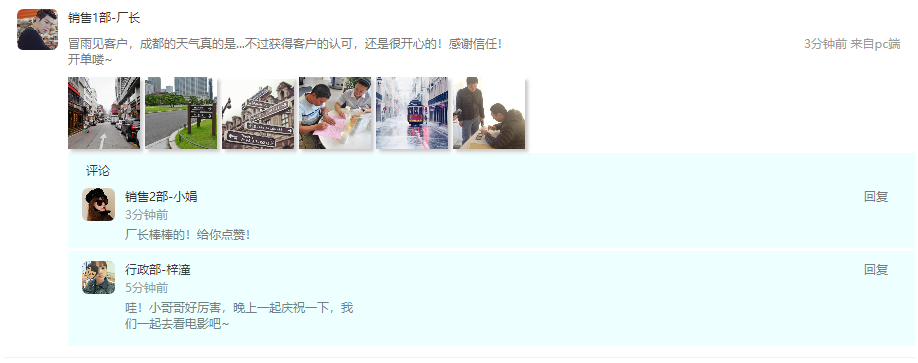 销售1部-厂长
冒雨见客户，成都的天气真的是...不过获得客户的认可，还是很开心的！感谢信任！
3分钟前 来自pc端
开单喽~
评论
销售2部-小娟
回复
3分钟前
厂长棒棒的！给你点赞！
行政部-梓潼
回复
5分钟前
哇！小哥哥好厉害，晚上一起庆祝一下，我
们一起去看电影吧~